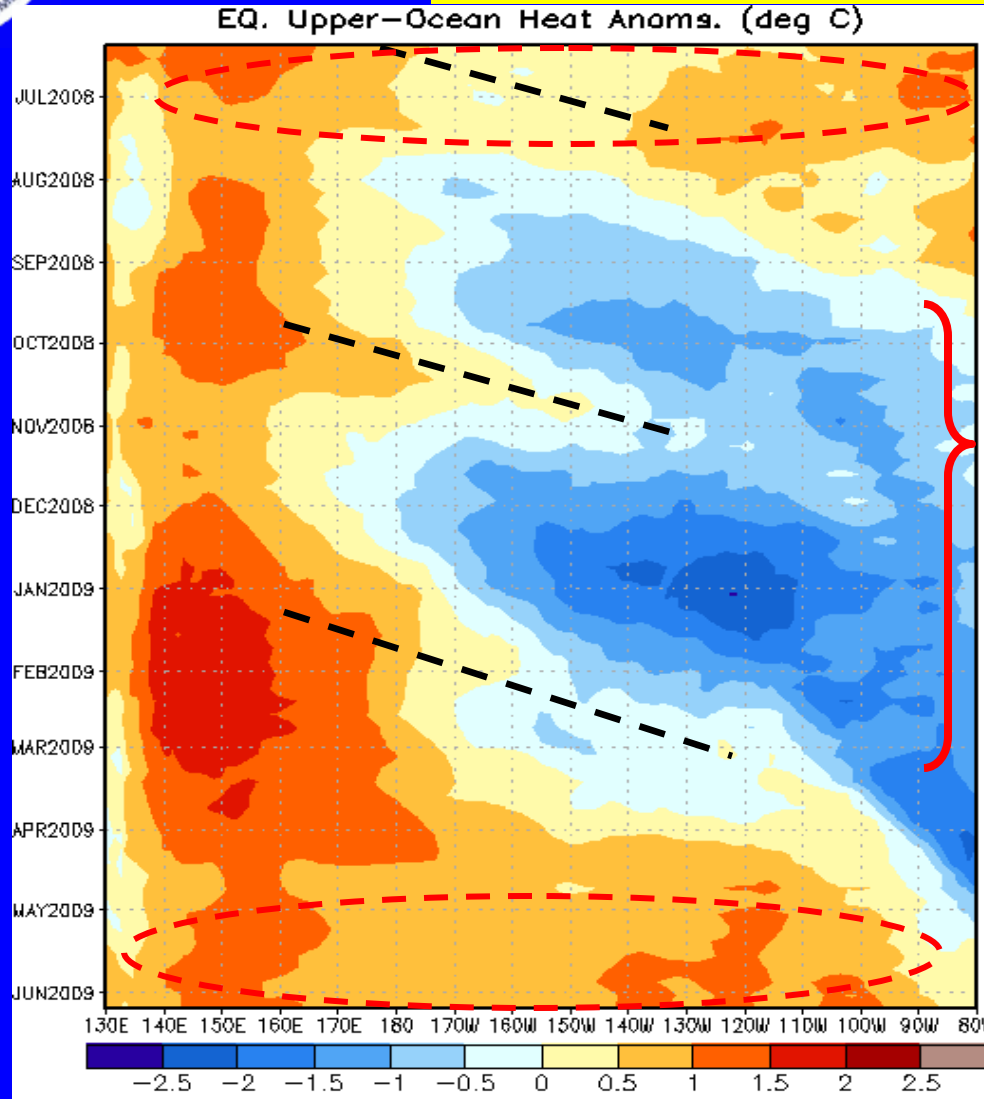 EQ. Upper-Ocean Heat Anoms. (deg C)
JUL2008
AUG2008
SEP2008
OCT2008
NOV2008
DEC2008
JAN2009
FEB2009
MAR2009
APR2009
MAY2009
JUN2009
130E 140E 150E 160E 170E 180 170W 160W 150W 140W 130W 120W 110W 100W 90W 80W
-2.5 -2 -1.5 -1 -0.5 0 0.5 1 1.5 2 2.5